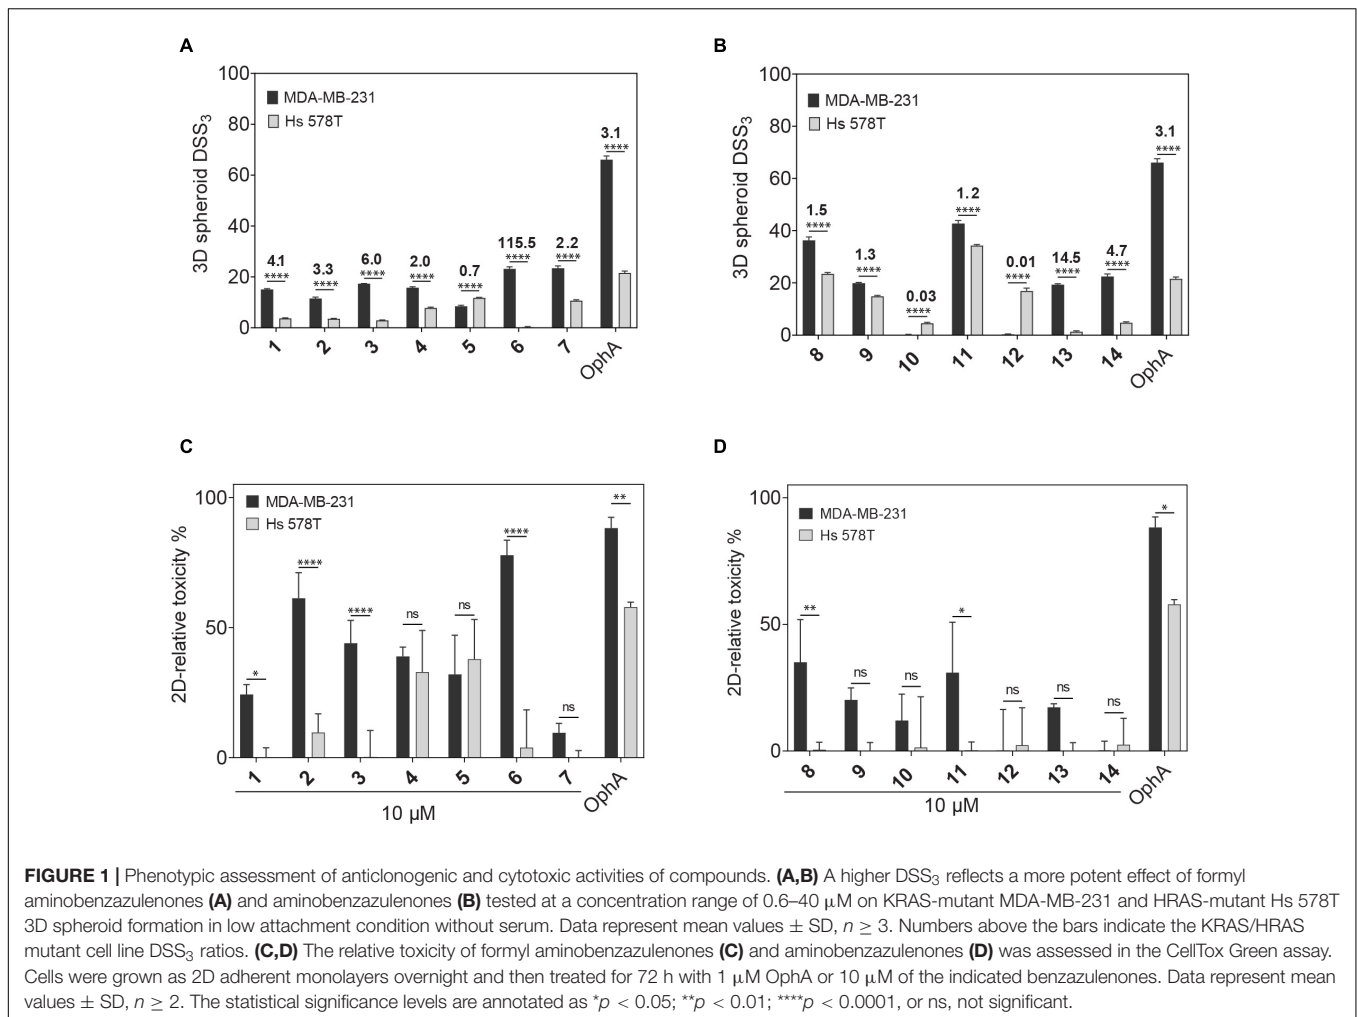 A
100
80
60
40
20
0
3D spheroid DSS3
MDA-MB-231
Hs 578T
4.1
****
3.3
****
6.0
****
2.0
****
0.7
****
115.5
****
2.2
****
3.1
****
1
2
3
4
5
6
7
OphA
B
100
80
60
40
20
0
3D spheroid DSS3
MDA-MB-231
Hs 578T
1.5
****
1.3
****
0.03
****
1.2
****
0.01
****
14.5
****
4.7
****
3.1
****
8
9
10
11
12
13
14
OphA
C
100
50
0
2D-relative toxicity %
MDA-MB-231
Hs 578T
*
****
****
ns
ns
****
ns
**
1
2
3
4
5
6
7
OphA
10 µM
D
100
50
0
2D-relative toxicity %
MDA-MB-231
Hs 578T
**
ns
ns
*
ns
ns
ns
*
8
9
10
11
12
13
14
OphA
10 µM
FIGURE 1 | Phenotypic assessment of anticlonogenic and cytotoxic activities of compounds. (A,B) A higher DSS3 reflects a more potent effect of formyl
aminobenzazulenones (A) and aminobenzazulenones (B) tested at a concentration range of 0.6–40 µM on KRAS-mutant MDA-MB-231 and HRAS-mutant Hs 578T
3D spheroid formation in low attachment condition without serum. Data represent mean values ± SD, n ≥ 3. Numbers above the bars indicate the KRAS/HRAS
mutant cell line DSS3 ratios. (C,D) The relative toxicity of formyl aminobenzazulenones (C) and aminobenzazulenones (D) was assessed in the CellTox Green assay.
Cells were grown as 2D adherent monolayers overnight and then treated for 72 h with 1 µM OphA or 10 µM of the indicated benzazulenones. Data represent mean
values ± SD, n ≥ 2. The statistical significance levels are annotated as *p < 0.05; **p < 0.01; ****p < 0.0001, or ns, not significant.